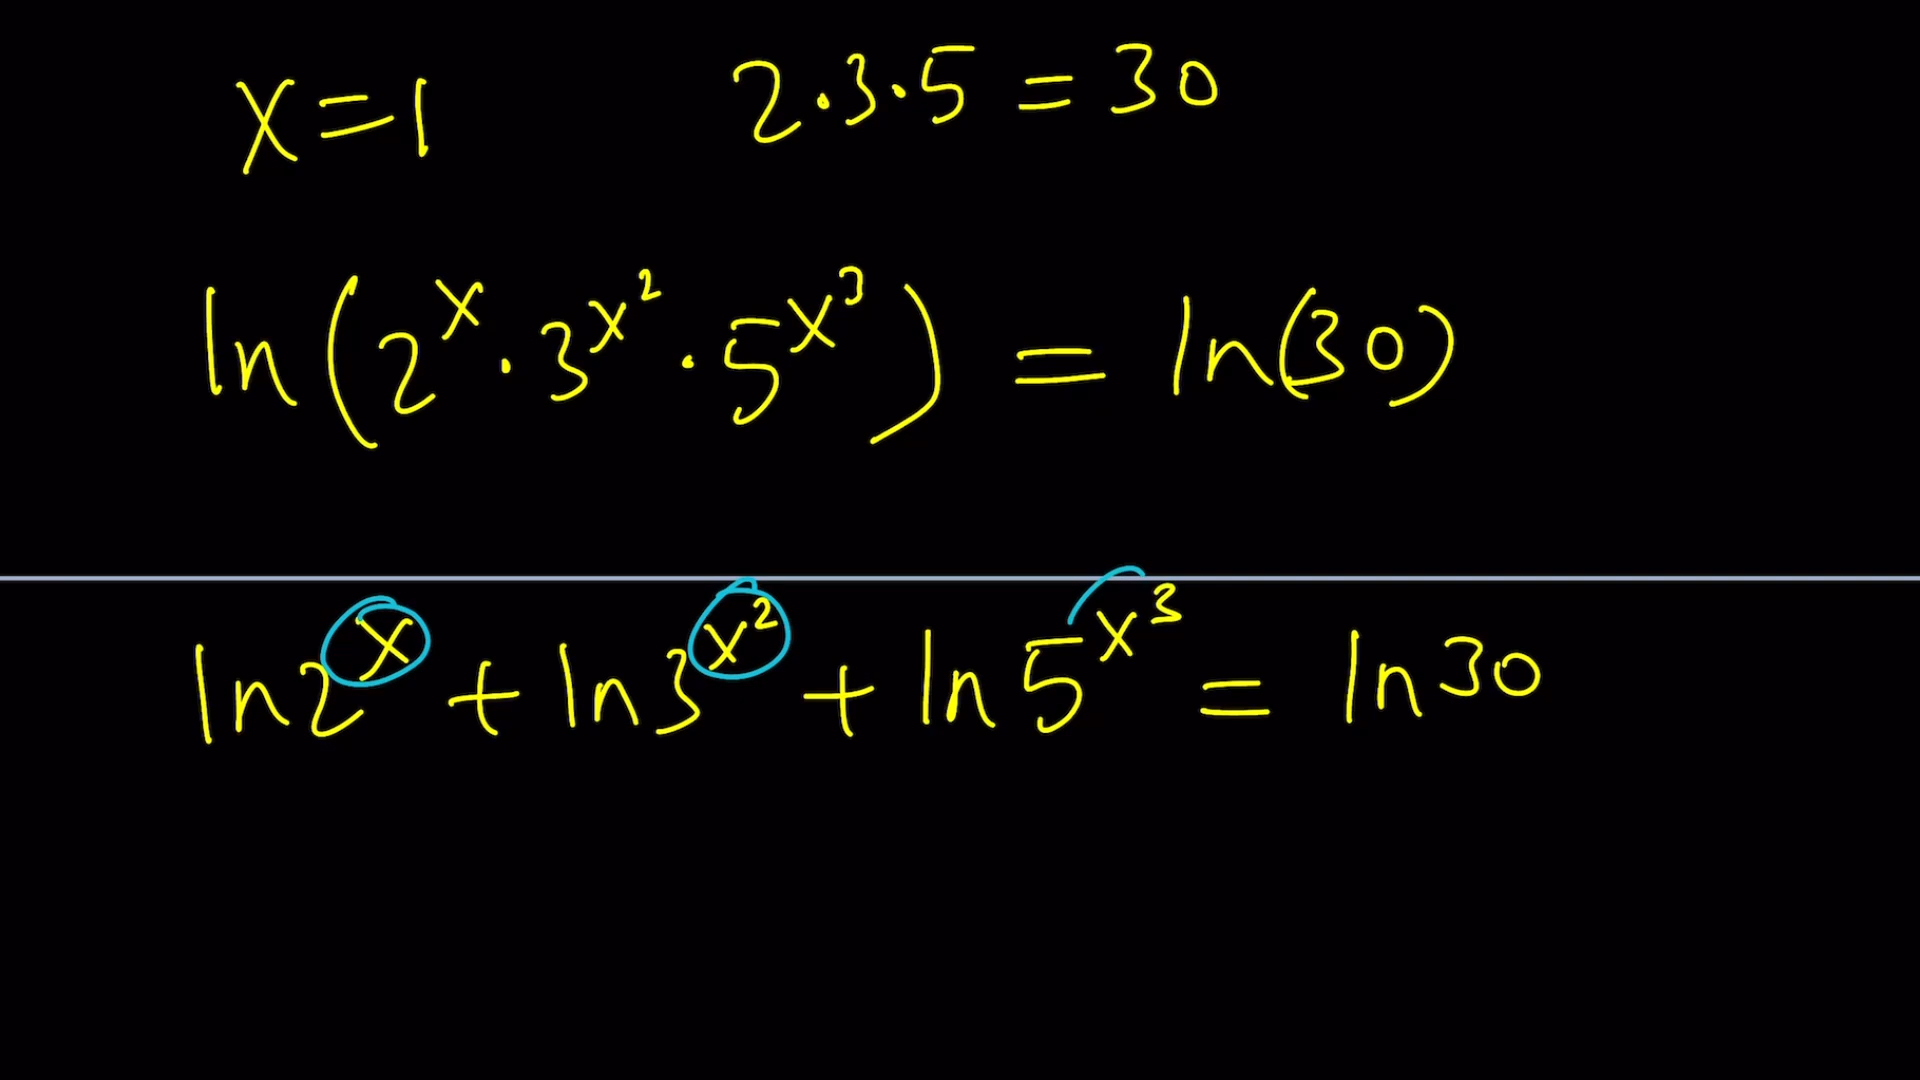 x=1 2·3·5 = 30
ln(2^x · 3^x² · 5^x³) = ln(30)
ln2^x + ln3^x² + ln5^x³ = ln30